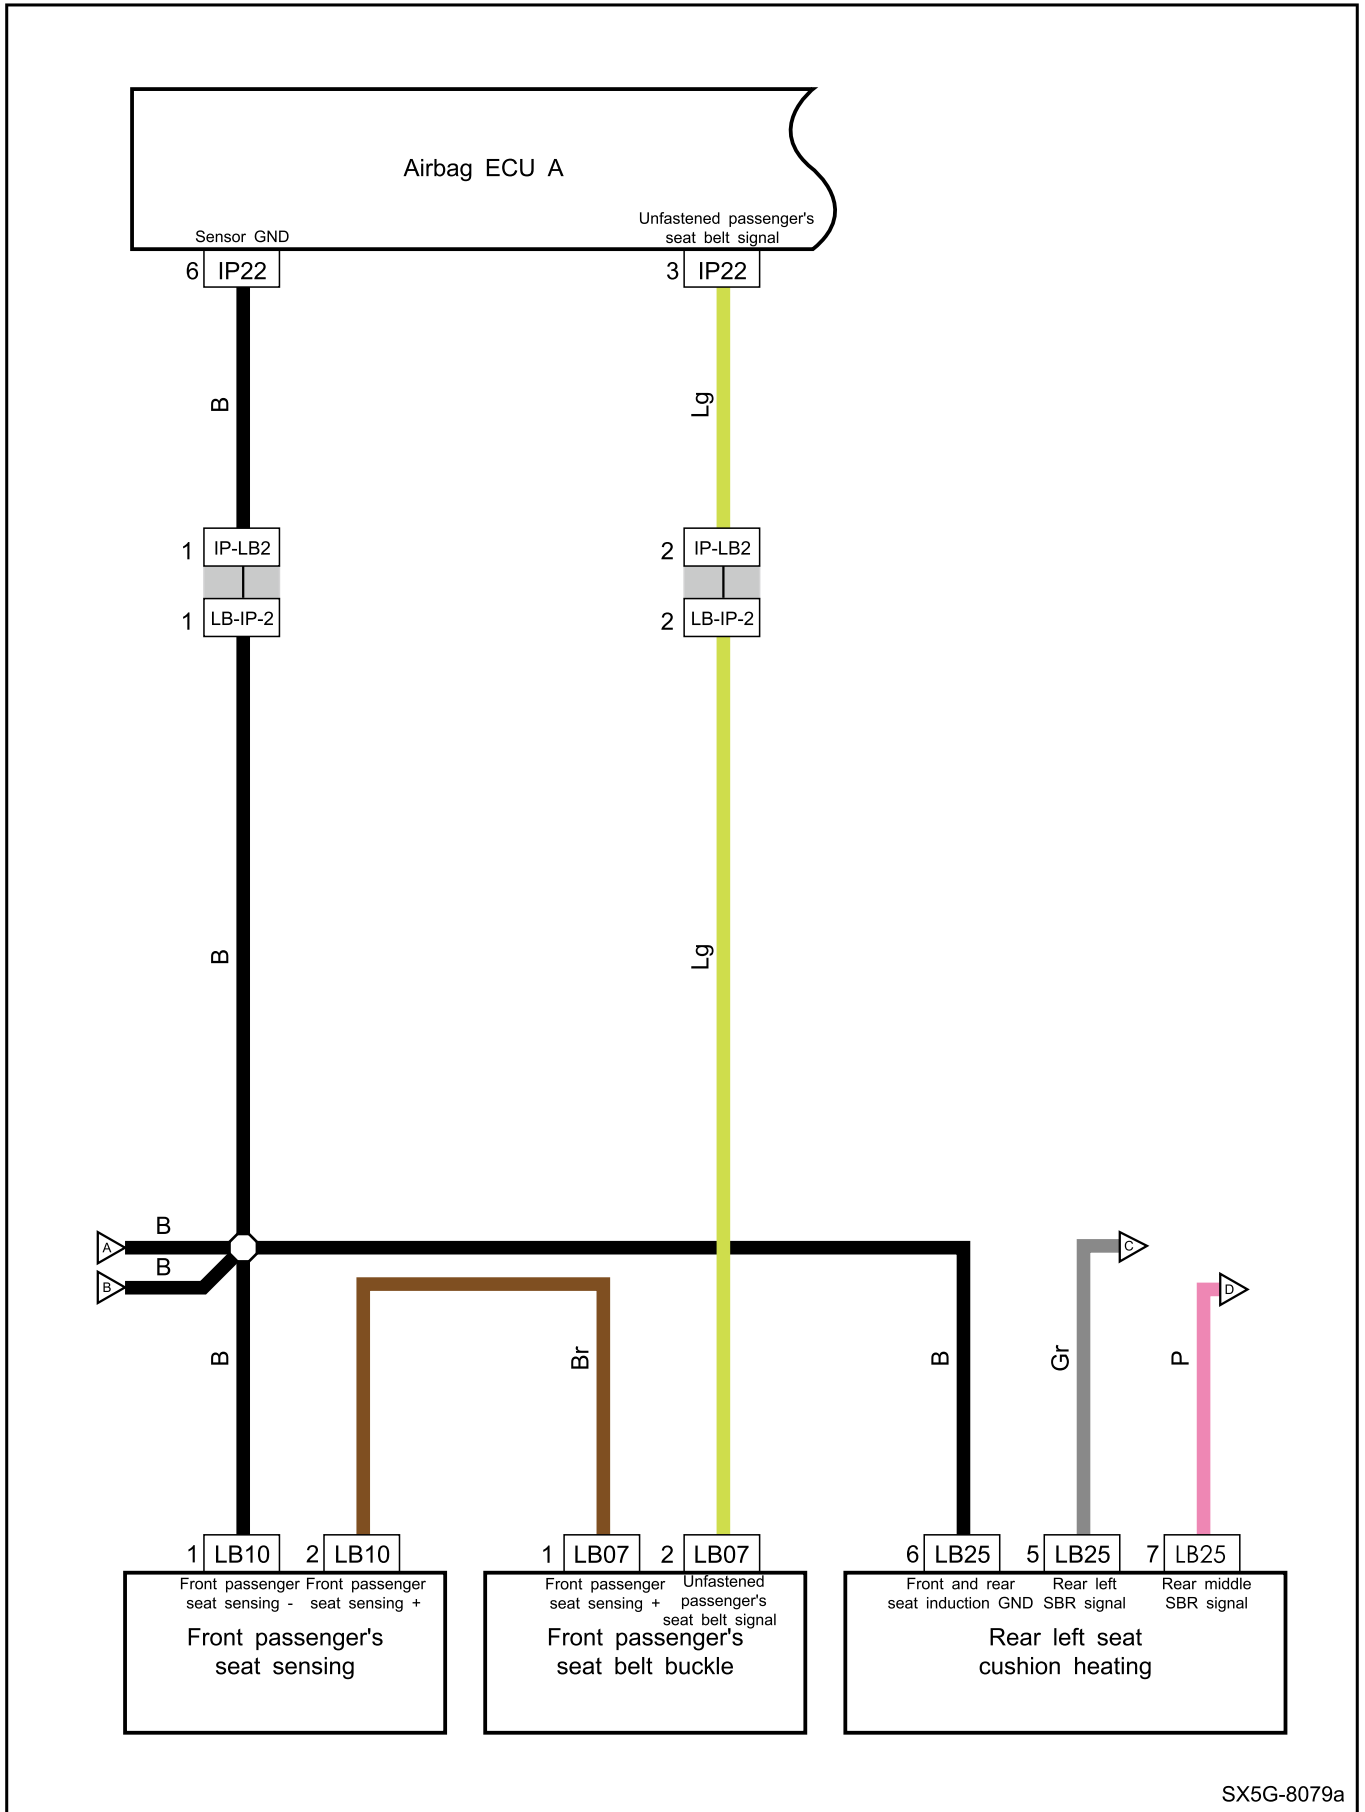 Airbag ECU A
Sensor GND
Unfastened passenger's
seat belt signal
6 IP22
3 IP22
B
Lg
1 IP-LB2
2 IP-LB2
1 LB-IP-2
2 LB-IP-2
B
Lg
A B
B B
C
D
B
Br
B
Gr
P
1 LB10
2 LB10
1 LB07
2 LB07
6 LB25
5 LB25
7 LB25
Front passenger
seat sensing -
Front passenger
seat sensing +
Front passenger's
seat sensing
Front passenger
seat sensing +
Unfastened
passenger's
seat belt signal
Front passenger's
seat belt buckle
Front and rear
seat induction GND
Rear left
SBR signal
Rear middle
SBR signal
Rear left seat
cushion heating
SX5G-8079a